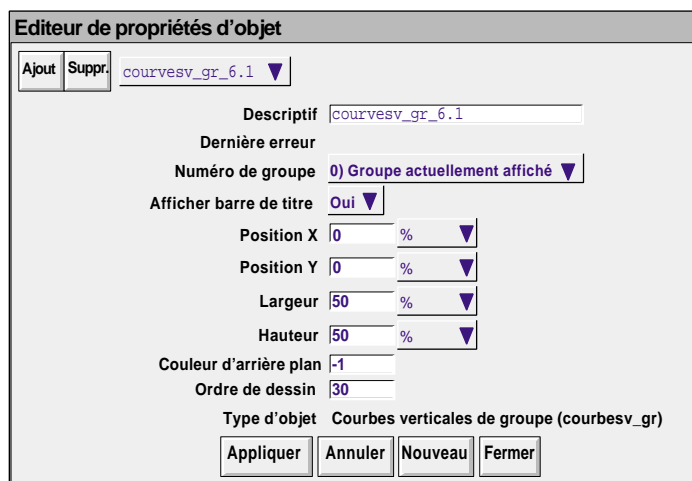 Editeur de propriétés d'objet
Ajout Suppr. courvesv_gr_6.1
Descriptif courvesv_gr_6.1
Dernière erreur
Numéro de groupe 0) Groupe actuellement affiché
Afficher barre de titre Oui
Position X 0 %
Position Y 0 %
Largeur 50 %
Hauteur 50 %
Couleur d'arrière plan -1
Ordre de dessin 30
Type d'objet Courbes verticales de groupe (courbesv_gr)
Appliquer Annuler Nouveau Fermer